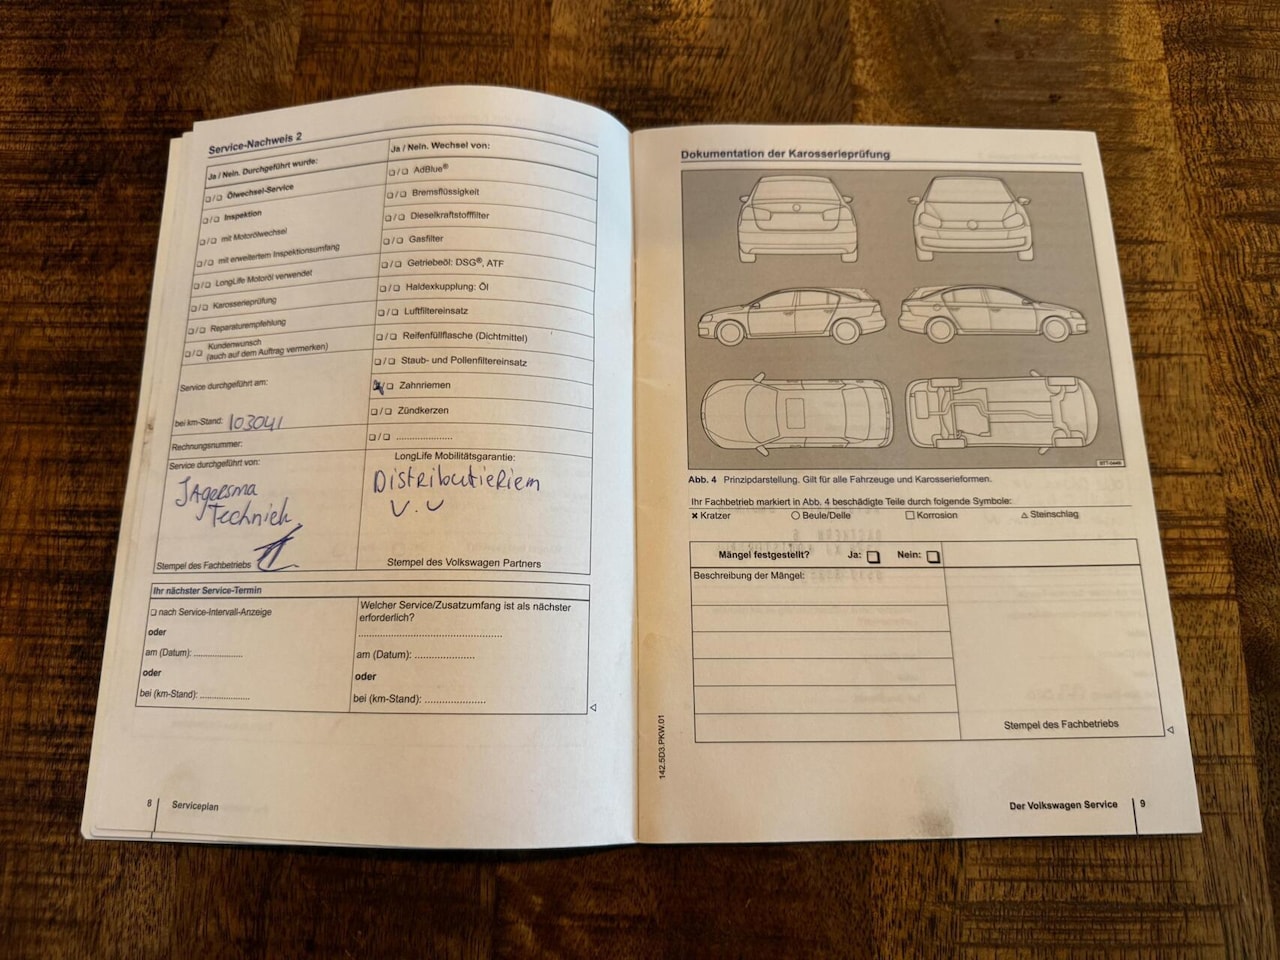 Service-Nachweis 2
Ja / Nein. Durchgeführt wurde:
❏ / ❏ Ölwechsel-Service
❏ / ❏ Inspektion
❏ / ❏ mit Motorölwechsel
❏ / ❏ mit erweitertem Inspektionsumfang
❏ / ❏ LongLife Motoröl verwendet
❏ / ❏ Karosserieprüfung
❏ / ❏ Reparaturempfehlung
❏ / ❏ Kundenwunsch
(auch auf dem Auftrag vermerken)
Service durchgeführt am:
bei km-Stand: 103041
Rechnungsnummer:
Service durchgeführt von:
Jagersma
Techniek
Stempel des Fachbetriebs
Ja / Nein. Wechsel von:
❏ / ❏ AdBlue®
❏ / ❏ Bremsflüssigkeit
❏ / ❏ Dieselkraftstofffilter
❏ / ❏ Gasfilter
❏ / ❏ Getriebeöl: DSG®, ATF
❏ / ❏ Haldexkupplung: Öl
❏ / ❏ Luftfiltereinsatz
❏ / ❏ Reifenfüllflasche (Dichtmittel)
❏ / ❏ Staub- und Pollenfiltereinsatz
❏ / ❏ Zahnriemen
❏ / ❏ Zündkerzen
❏ / ❏ .....................
LongLife Mobilitätsgarantie:
Distributieriem
V.V
Stempel des Volkswagen Partners
Ihr nächster Service-Termin
❏ nach Service-Intervall-Anzeige
oder
am (Datum): ..................
oder
bei (km-Stand): ..................
Welcher Service/Zusatzumfang ist als nächster
erforderlich?
....................................................
am (Datum): ......................
oder
bei (km-Stand): ......................
8 Serviceplan
Dokumentation der Karosserieprüfung
B7T-0446
Abb. 4 Prinzipdarstellung. Gilt für alle Fahrzeuge und Karosserieformen.
Ihr Fachbetrieb markiert in Abb. 4 beschädigte Teile durch folgende Symbole:
✖ Kratzer ○ Beule/Delle □ Korrosion △ Steinschlag
Mängel festgestellt? Ja: ❏ Nein: ❏
Beschreibung der Mängel:
Stempel des Fachbetriebs
142.5D3.PKW.01
Der Volkswagen Service 9